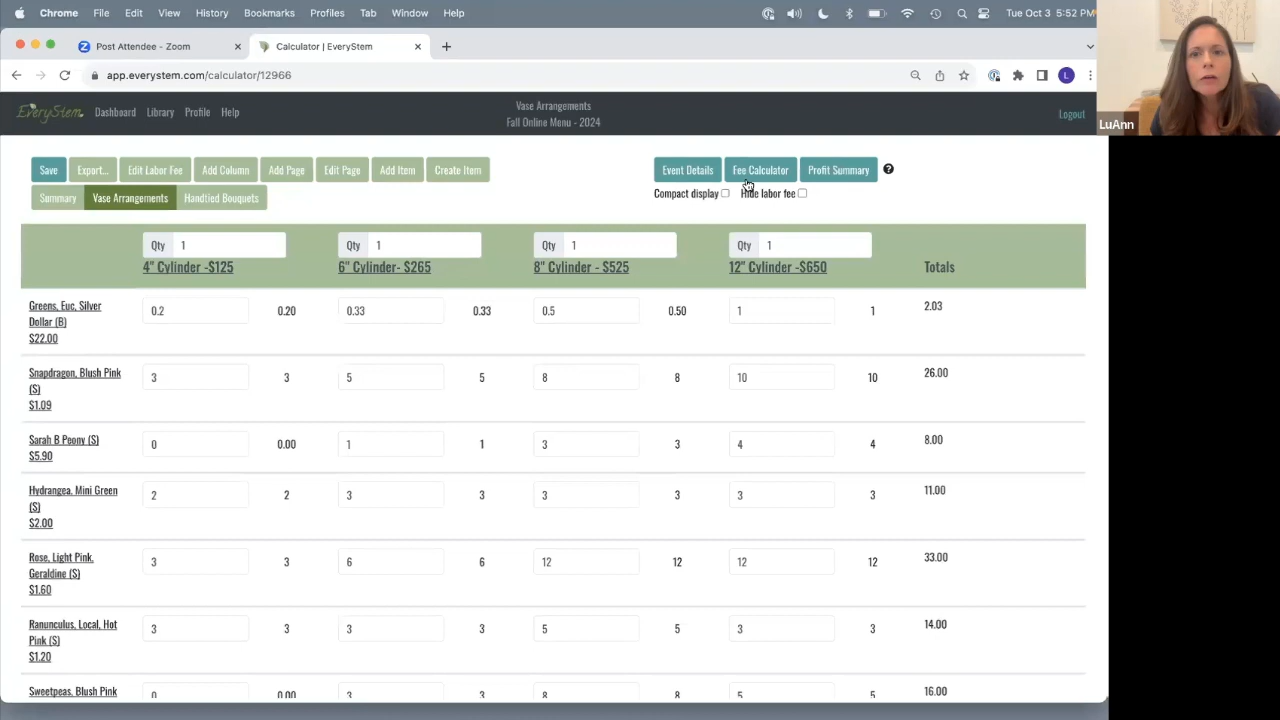 Chrome File Edit View History Bookmarks Profiles Tab Window Help Tue Oct 3 5:52 PM
Post Attendee - Zoom
Calculator | EveryStem
app.everystem.com/calculator/12966
L
LuAnn
EveryStem Dashboard Library Profile Help
Vase Arrangements
Fall Online Menu - 2024
Logout
Save Export... Edit Labor Fee Add Column Add Page Edit Page Add Item Create Item
Event Details Fee Calculator Profit Summary ?
Compact display Hide labor fee
Summary Vase Arrangements Handtied Bouquets
Qty 1 Qty 1 Qty 1 Qty 1
4" Cylinder -$125 6" Cylinder- $265 8" Cylinder - $525 12" Cylinder -$650 Totals
Greens, Euc, Silver
Dollar (B)
$22.00
0.2 0.20 0.33 0.33 0.5 0.50 1 1 2.03
Snapdragon, Blush Pink
(S)
$1.09
3 3 5 5 8 8 10 10 26.00
Sarah B Peony (S)
$5.90
0 0.00 1 1 3 3 4 4 8.00
Hydrangea, Mini Green
(S)
$2.00
2 2 3 3 3 3 3 3 11.00
Rose, Light Pink,
Geraldine (S)
$1.60
3 3 6 6 12 12 12 12 33.00
Ranunculus, Local, Hot
Pink (S)
$1.20
3 3 3 3 5 5 3 3 14.00
Sweetpeas, Blush Pink
0 0.00 3 3 8 8 5 5 16.00